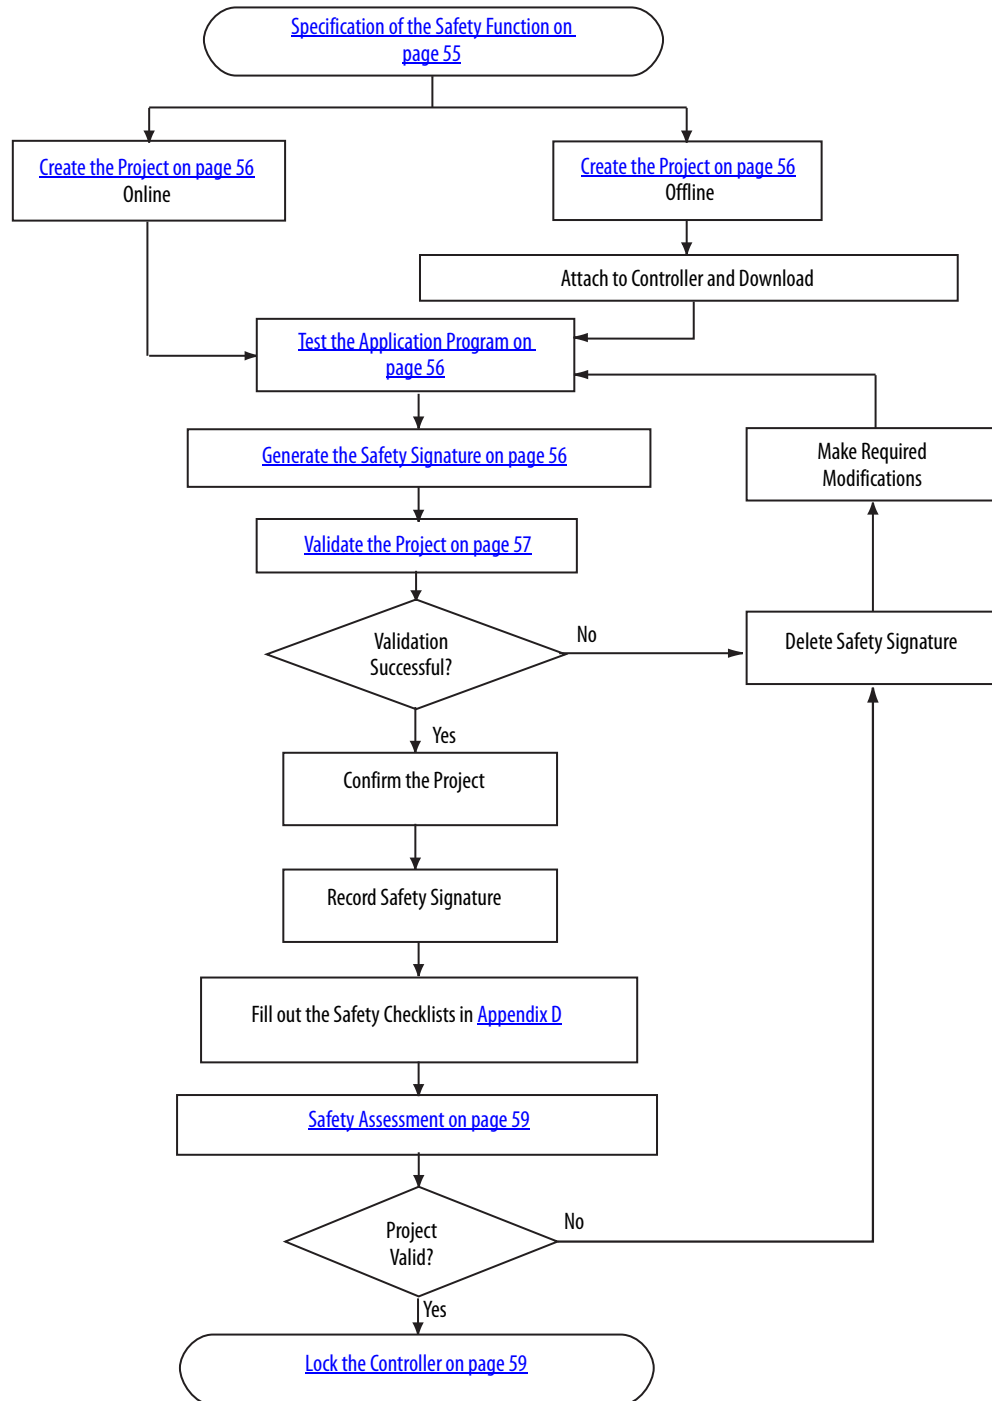 Specification of the Safety Function on
page 55
Create the Project on page 56
Online
Create the Project on page 56
Offline
Attach to Controller and Download
Test the Application Program on
page 56
Generate the Safety Signature on page 56
Make Required
Modifications
Validate the Project on page 57
Validation
Successful?
No
Delete Safety Signature
Yes
Confirm the Project
Record Safety Signature
Fill out the Safety Checklists in Appendix D
Safety Assessment on page 59
Project
Valid?
No
Yes
Lock the Controller on page 59